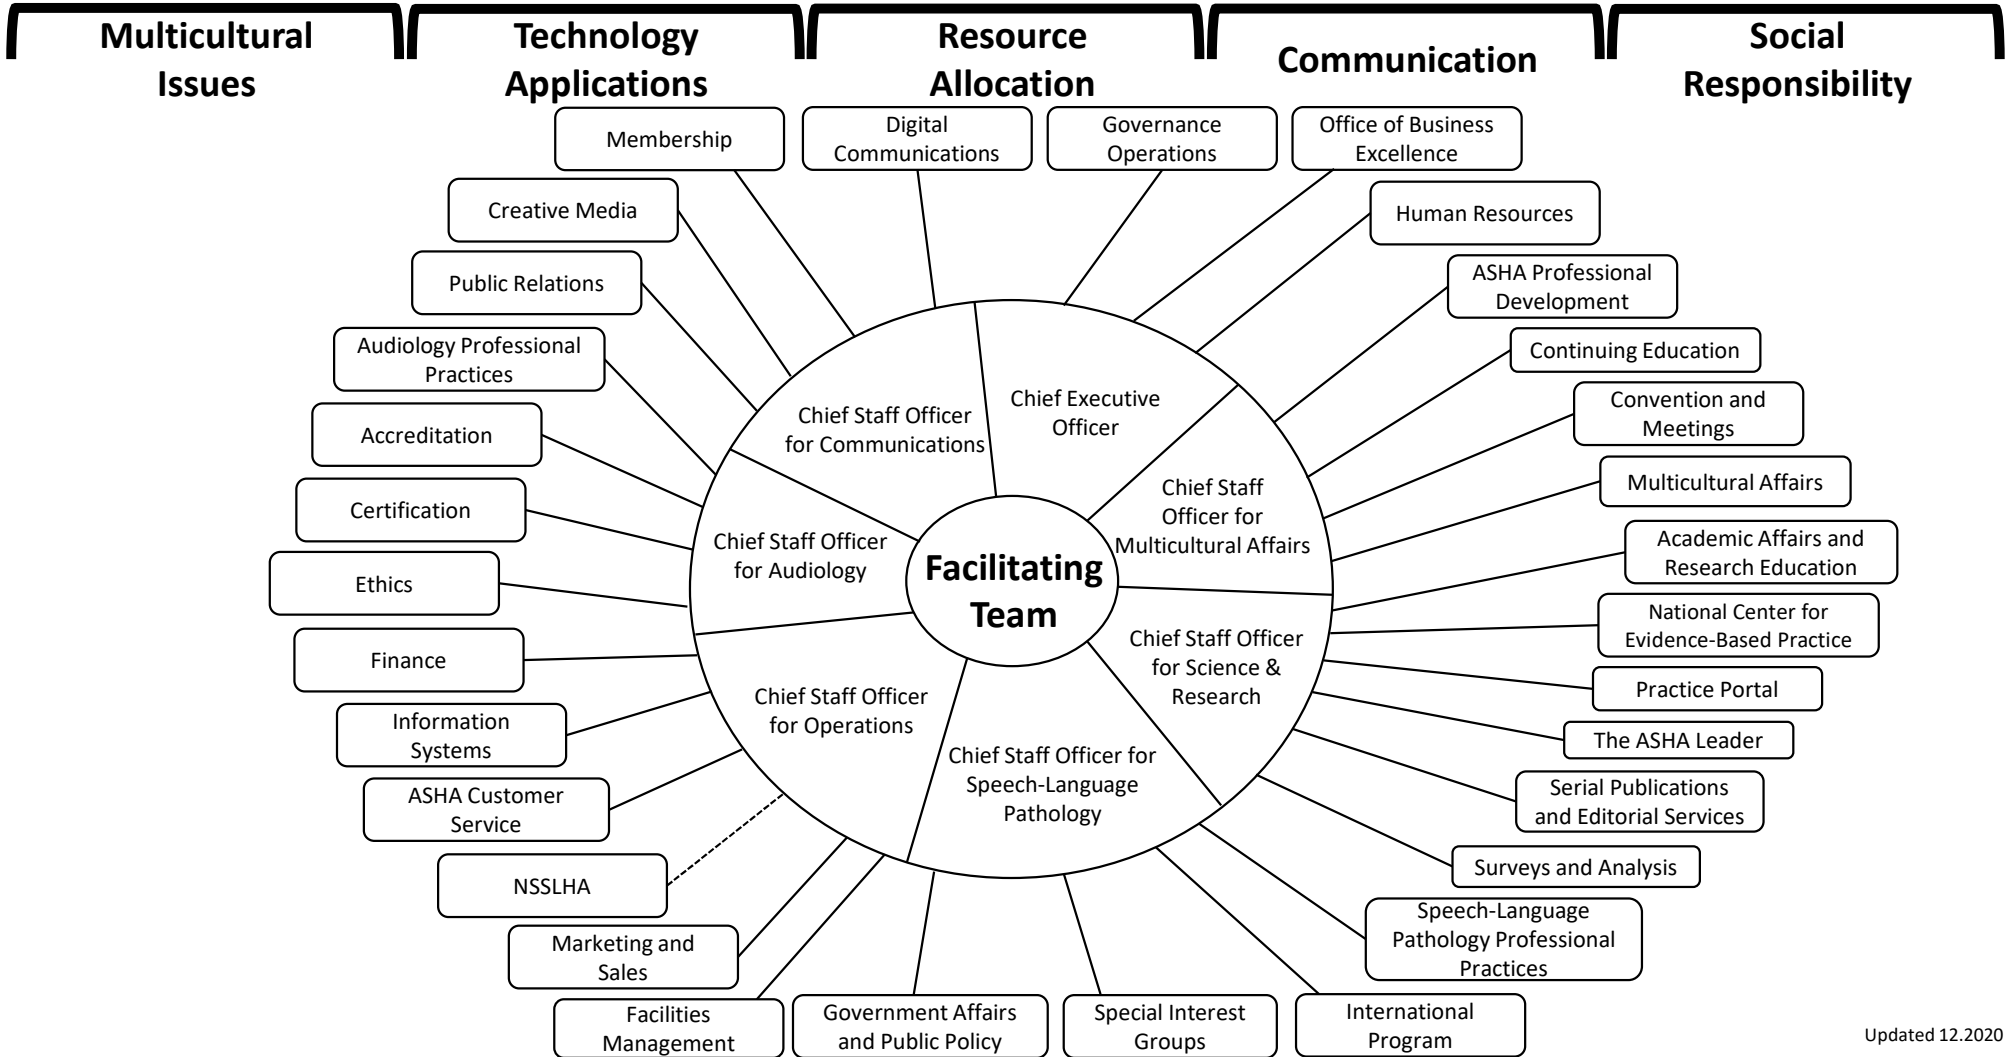 Multicultural
Issues
Technology
Applications
Resource
Allocation
Communication
Social
Responsibility
Membership
Digital
Communications
Governance
Operations
Office of Business
Excellence
Creative Media
Human Resources
Public Relations
ASHA Professional
Development
Audiology Professional
Practices
Continuing Education
Accreditation
Convention and
Meetings
Certification
Multicultural Affairs
Ethics
Academic Affairs and
Research Education
Finance
National Center for
Evidence-Based Practice
Information
Systems
Practice Portal
The ASHA Leader
ASHA Customer
Service
Serial Publications
and Editorial Services
NSSLHA
Surveys and Analysis
Marketing and
Sales
Speech-Language
Pathology Professional
Practices
Facilities
Management
Government Affairs
and Public Policy
Special Interest
Groups
International
Program
Chief Staff Officer
for Communications
Chief Executive
Officer
Chief Staff
Officer for
Multicultural Affairs
Chief Staff Officer
for Audiology
Facilitating
Team
Chief Staff Officer
for Science &
Research
Chief Staff Officer
for Operations
Chief Staff Officer for
Speech-Language
Pathology
Updated 12.2020